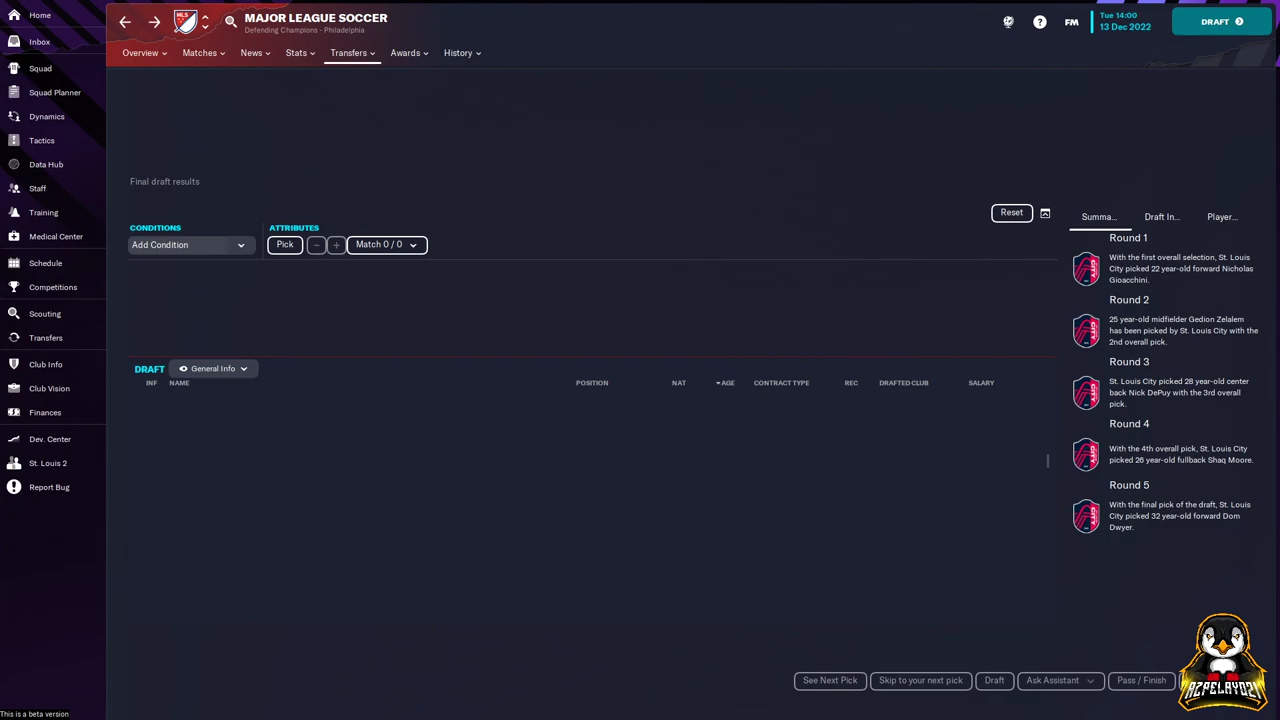 Home
MAJOR LEAGUE SOCCER
Defending Champions - Philadelphia
FM
Tue 14:00
13 Dec 2022
DRAFT
Inbox
Overview
Matches
News
Stats
Transfers
Awards
History
Squad
Squad Planner
Dynamics
Tactics
Data Hub
Staff
Training
Medical Center
Schedule
Competitions
Scouting
Transfers
Club Info
Club Vision
Finances
Dev. Center
St. Louis 2
Report Bug
This is a beta version
Final draft results
Reset
CONDITIONS
ATTRIBUTES
Add Condition
Pick
Match 0 / 0
DRAFT
General Info
INF
NAME
POSITION
NAT
AGE
CONTRACT TYPE
REC
DRAFTED CLUB
SALARY
Summa...
Draft In...
Player...
Round 1
With the first overall selection, St. Louis
City picked 22 year-old forward Nicholas
Gioacchini.
Round 2
25 year-old midfielder Gedion Zelalem
has been picked by St. Louis City with the
2nd overall pick.
Round 3
St. Louis City picked 28 year-old center
back Nick DePuy with the 3rd overall
pick.
Round 4
With the 4th overall pick, St. Louis City
picked 26 year-old fullback Shaq Moore.
Round 5
With the final pick of the draft, St. Louis
City picked 32 year-old forward Dom
Dwyer.
See Next Pick
Skip to your next pick
Draft
Ask Assistant
Pass / Finish